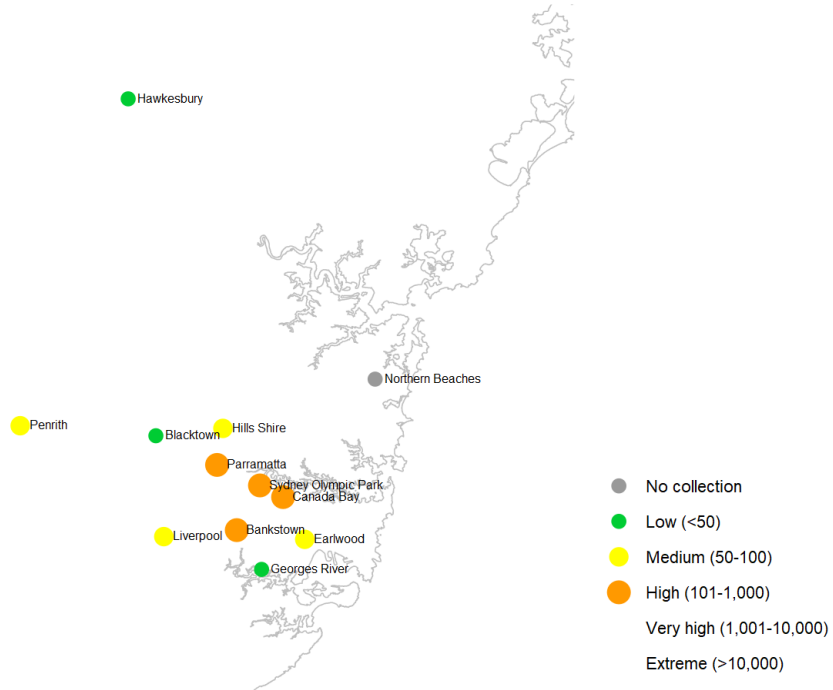 Hawkesbury
Northern Beaches
Penrith
Hills Shire
Blacktown
Parramatta
Sydney Olympic Park
Canada Bay
Bankstown
Liverpool
Earlwood
Georges River
No collection
Low (<50)
Medium (50-100)
High (101-1,000)
Very high (1,001-10,000)
Extreme (>10,000)